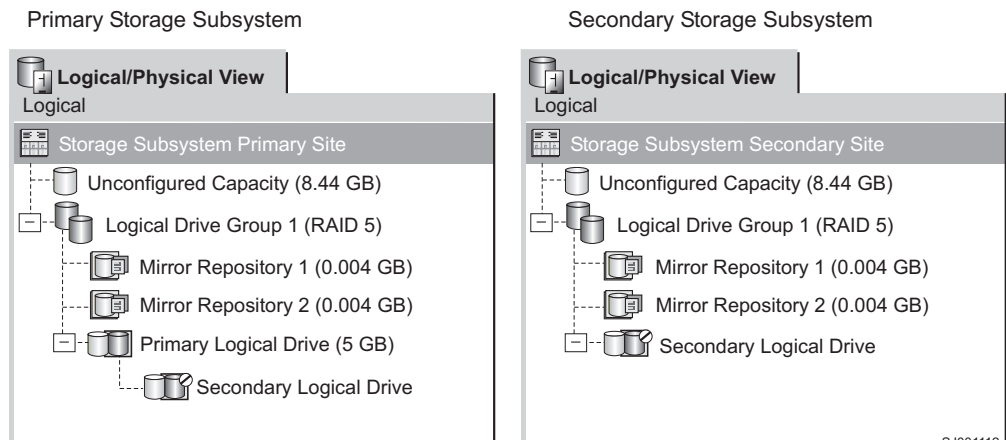 Primary Storage Subsystem
Logical/Physical View
Logical
Storage Subsystem Primary Site
Unconfigured Capacity (8.44 GB)
Logical Drive Group 1 (RAID 5)
Mirror Repository 1 (0.004 GB)
Mirror Repository 2 (0.004 GB)
Primary Logical Drive (5 GB)
Secondary Logical Drive
Secondary Storage Subsystem
Logical/Physical View
Logical
Storage Subsystem Secondary Site
Unconfigured Capacity (8.44 GB)
Logical Drive Group 1 (RAID 5)
Mirror Repository 1 (0.004 GB)
Mirror Repository 2 (0.004 GB)
Secondary Logical Drive